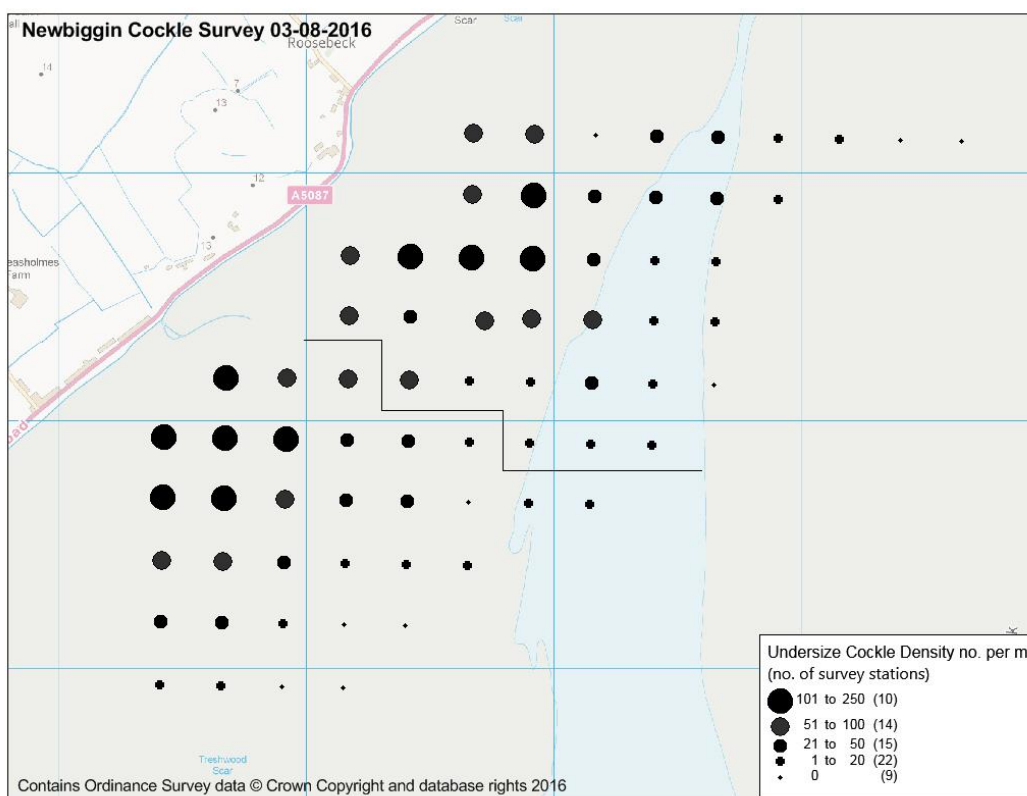 Newbiggin Cockle Survey 03-08-2016
Scar
Scar
Roosebeck
14
7
13
12
A5087
13
easholmes
Farm
oad
Undersize Cockle Density no. per m
(no. of survey stations)
101 to 250 (10)
51 to 100 (14)
21 to 50 (15)
1 to 20 (22)
0 (9)
Treshwood
Scar
Contains Ordinance Survey data © Crown Copyright and database rights 2016